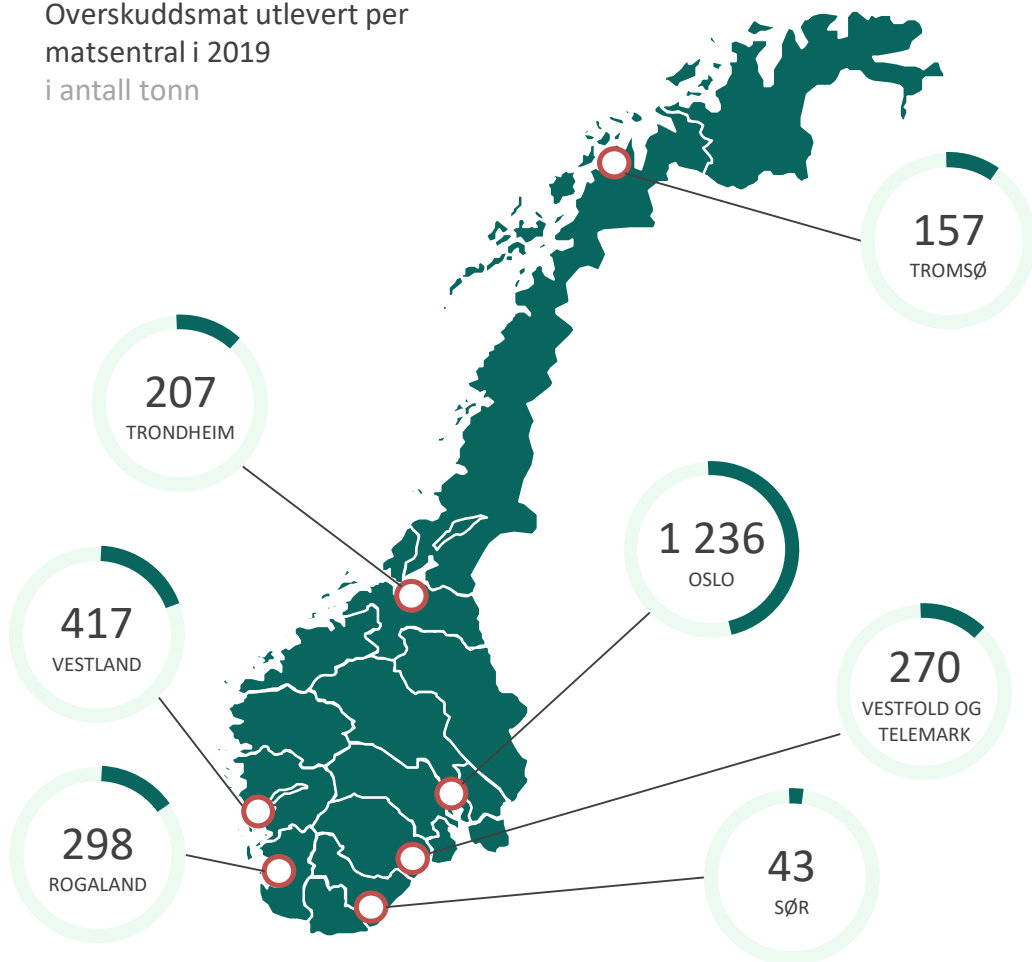 Overskuddsmat utlevert per
matsentral i 2019
i antall tonn
157
TROMSØ
207
TRONDHEIM
1 236
OSLO
417
VESTLAND
270
VESTFOLD OG
TELEMARK
298
ROGALAND
43
SØR